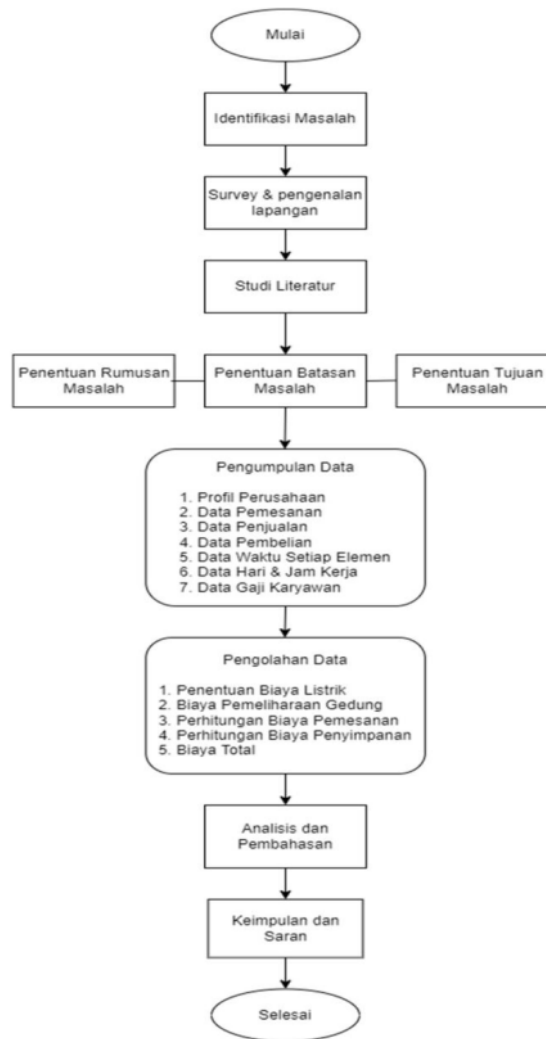 Mulai
Identifikasi Masalah
Survey & pengenalan
lapangan
Studi Literatur
Penentuan Rumusan
Masalah
Penentuan Batasan
Masalah
Penentuan Tujuan
Masalah
Pengumpulan Data
1. Profil Perusahaan
2. Data Pemesanan
3. Data Penjualan
4. Data Pembelian
5. Data Waktu Setiap Elemen
6. Data Hari & Jam Kerja
7. Data Gaji Karyawan
Pengolahan Data
1. Penentuan Biaya Listrik
2. Biaya Pemeliharaan Gedung
3. Perhitungan Biaya Pemesanan
4. Perhitungan Biaya Penyimpanan
5. Biaya Total
Analisis dan
Pembahasan
Keimpulan dan
Saran
Selesai